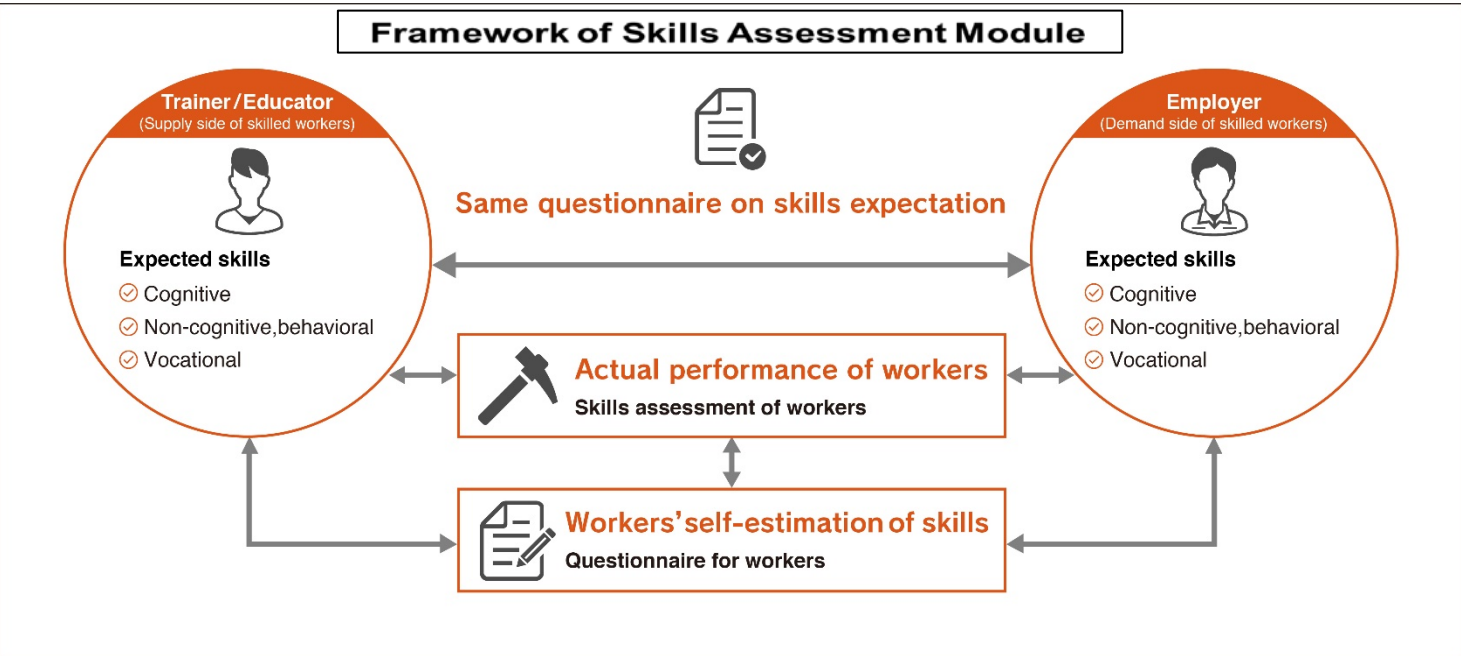 Framework of Skills Assessment Module
Trainer/Educator
(Supply side of skilled workers)
Expected skills
Cognitive
Non-cognitive,behavioral
Vocational
Same questionnaire on skills expectation
Employer
(Demand side of skilled workers)
Expected skills
Cognitive
Non-cognitive,behavioral
Vocational
Actual performance of workers
Skills assessment of workers
Workers' self-estimation of skills
Questionnaire for workers